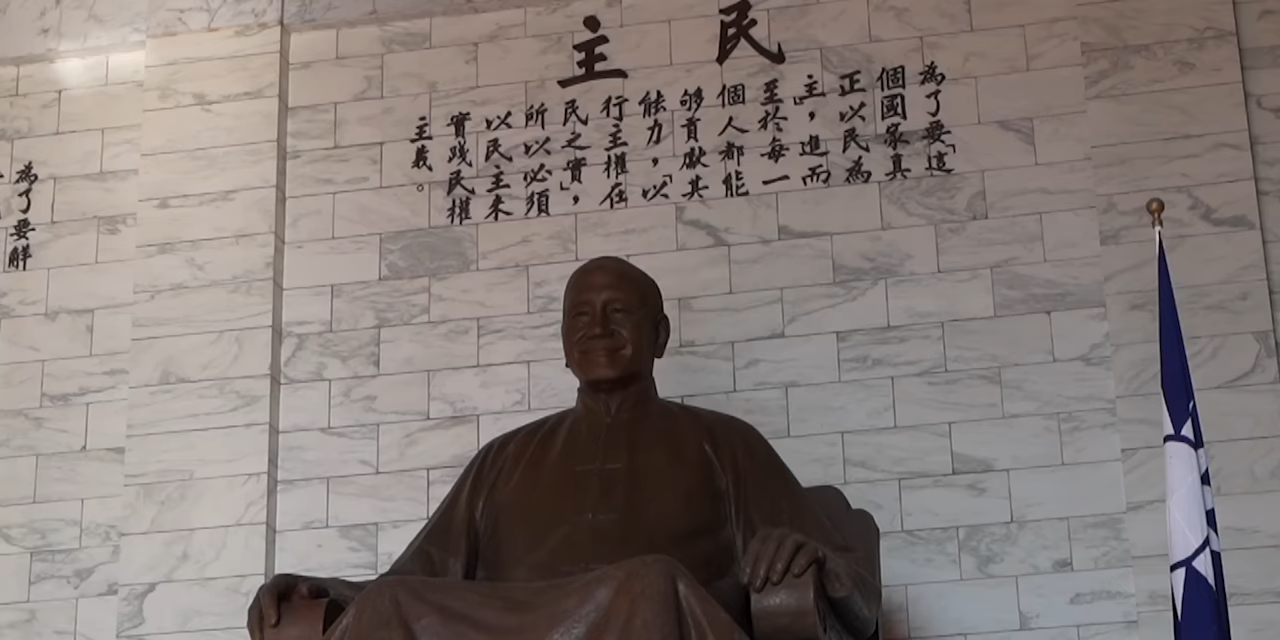 民主
為了要「這
個國家真
正以民為
主」，進而
至於每一
個人都能
够貢獻其
能力，以「
行主權在
民之實」，
所以必須
以民主來
實踐民權
主義。
為了要解